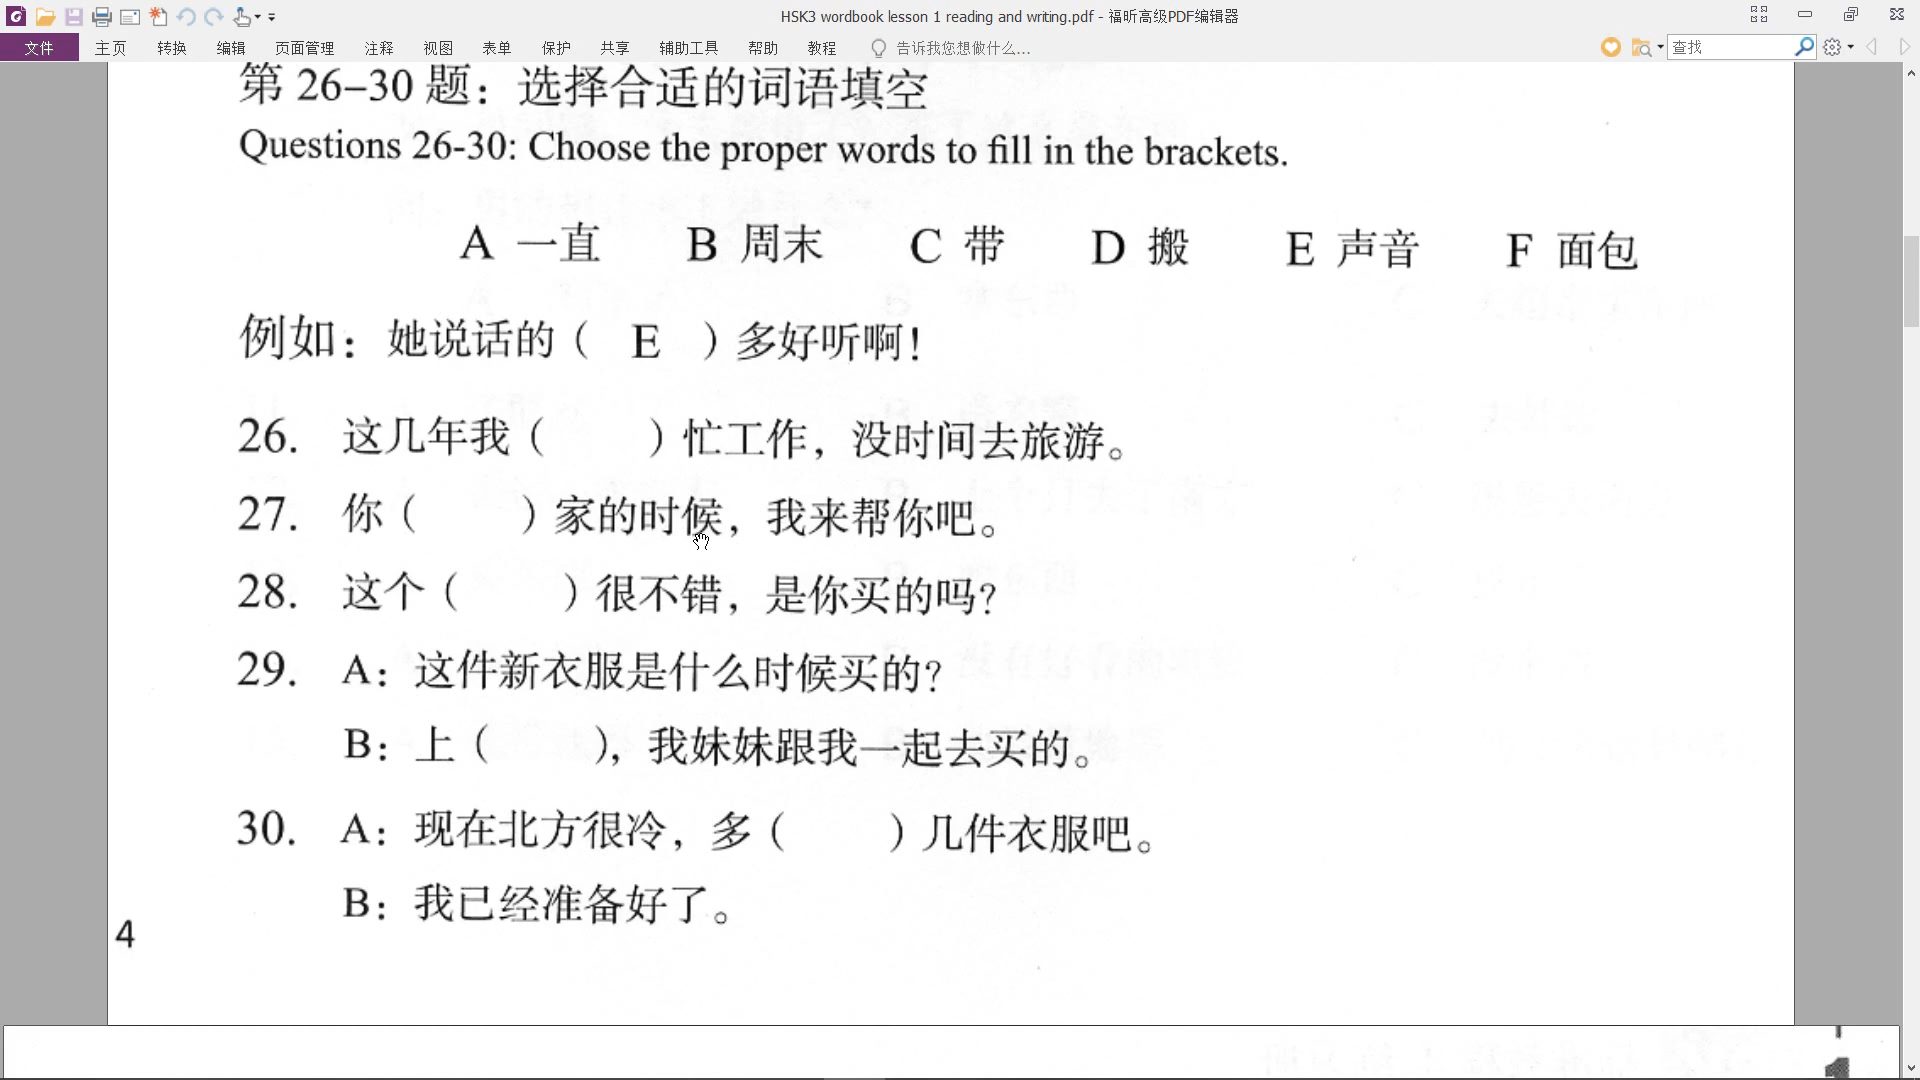 HSK3 wordbook lesson 1 reading and writing.pdf - 福昕高级PDF编辑器
文件 主页 转换 编辑 页面管理 注释 视图 表单 保护 共享 辅助工具 帮助 教程 告诉我您想做什么... 查找
第 26–30 题：选择合适的词语填空
Questions 26-30: Choose the proper words to fill in the brackets.
A 一直 B 周末 C 带 D 搬 E 声音 F 面包
例如：她说话的（ E ）多好听啊！
26. 这几年我（ ）忙工作，没时间去旅游。
27. 你（ ）家的时候，我来帮你吧。
28. 这个（ ）很不错，是你买的吗？
29. A：这件新衣服是什么时候买的？
B：上（ ），我妹妹跟我一起去买的。
30. A：现在北方很冷，多（ ）几件衣服吧。
B：我已经准备好了。
4